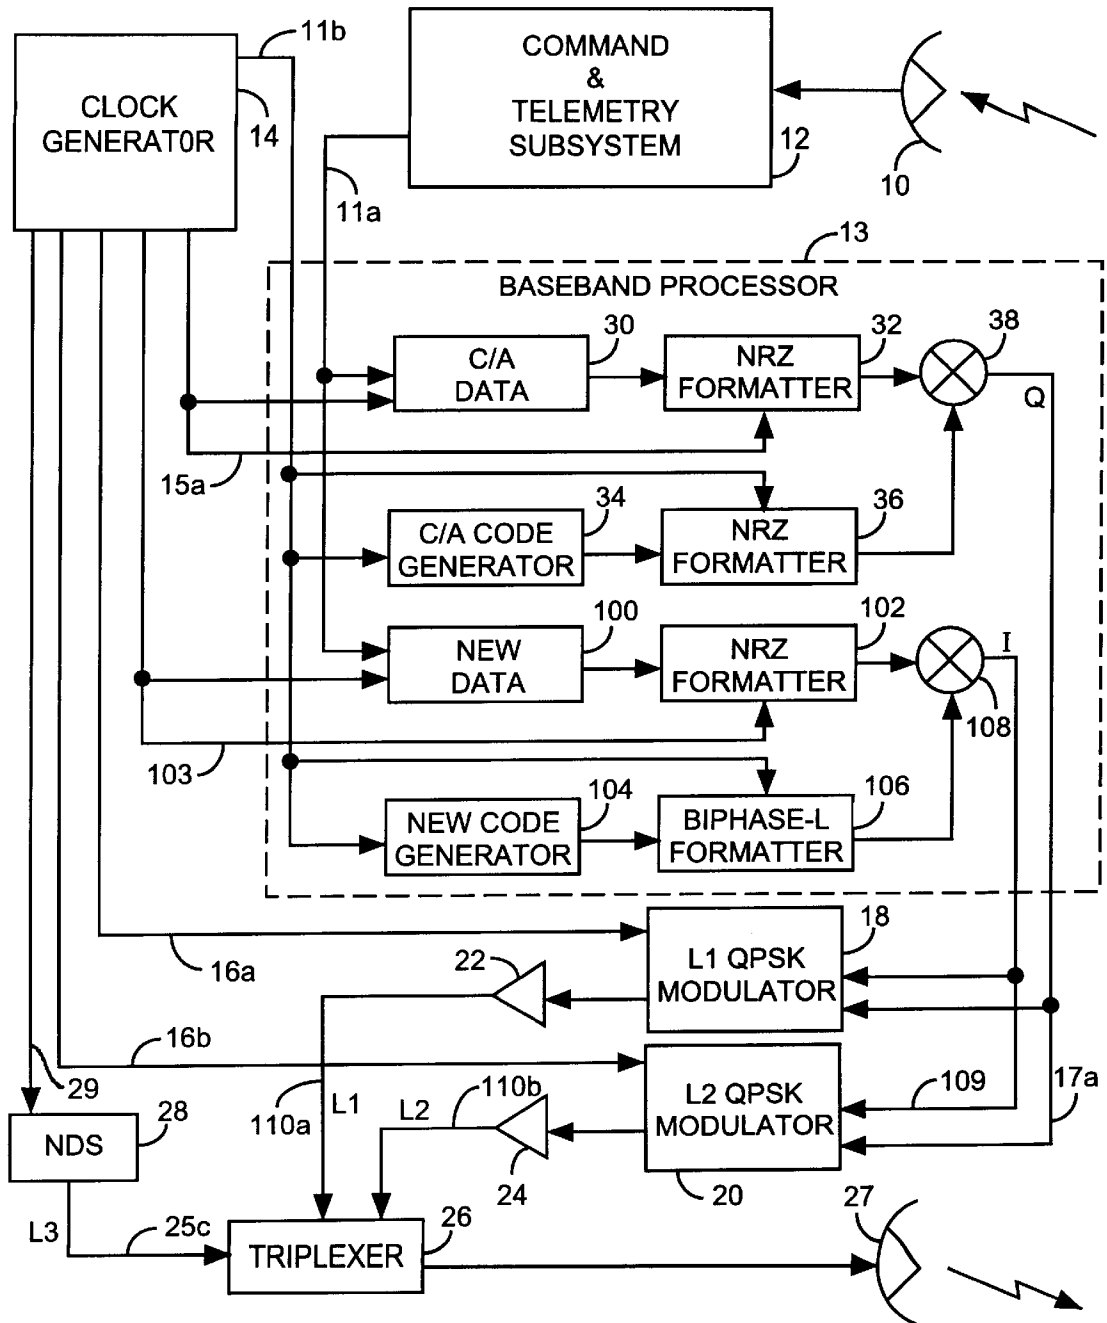 11b
CLOCK
GENERAT0R
14
COMMAND
&
TELEMETRY
SUBSYSTEM
12
10
11a
13
BASEBAND PROCESSOR
C/A
DATA
30
NRZ
FORMATTER
32
38
Q
15a
C/A CODE
GENERATOR
34
NRZ
FORMATTER
36
NEW
DATA
100
NRZ
FORMATTER
102
I
108
103
NEW CODE
GENERATOR
104
BIPHASE-L
FORMATTER
106
16a
22
L1 QPSK
MODULATOR
18
16b
29
110a
L1
L2
110b
24
L2 QPSK
MODULATOR
20
109
17a
NDS
28
L3
25c
TRIPLEXER
26
27